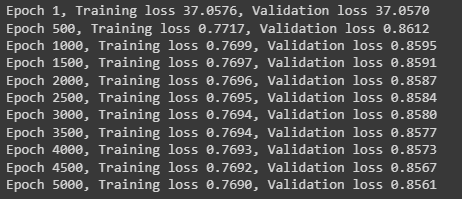 Epoch 1, Training loss 37.0576, Validation loss 37.0570
Epoch 500, Training loss 0.7717, Validation loss 0.8612
Epoch 1000, Training loss 0.7699, Validation loss 0.8595
Epoch 1500, Training loss 0.7697, Validation loss 0.8591
Epoch 2000, Training loss 0.7696, Validation loss 0.8587
Epoch 2500, Training loss 0.7695, Validation loss 0.8584
Epoch 3000, Training loss 0.7694, Validation loss 0.8580
Epoch 3500, Training loss 0.7694, Validation loss 0.8577
Epoch 4000, Training loss 0.7693, Validation loss 0.8573
Epoch 4500, Training loss 0.7692, Validation loss 0.8567
Epoch 5000, Training loss 0.7690, Validation loss 0.8561